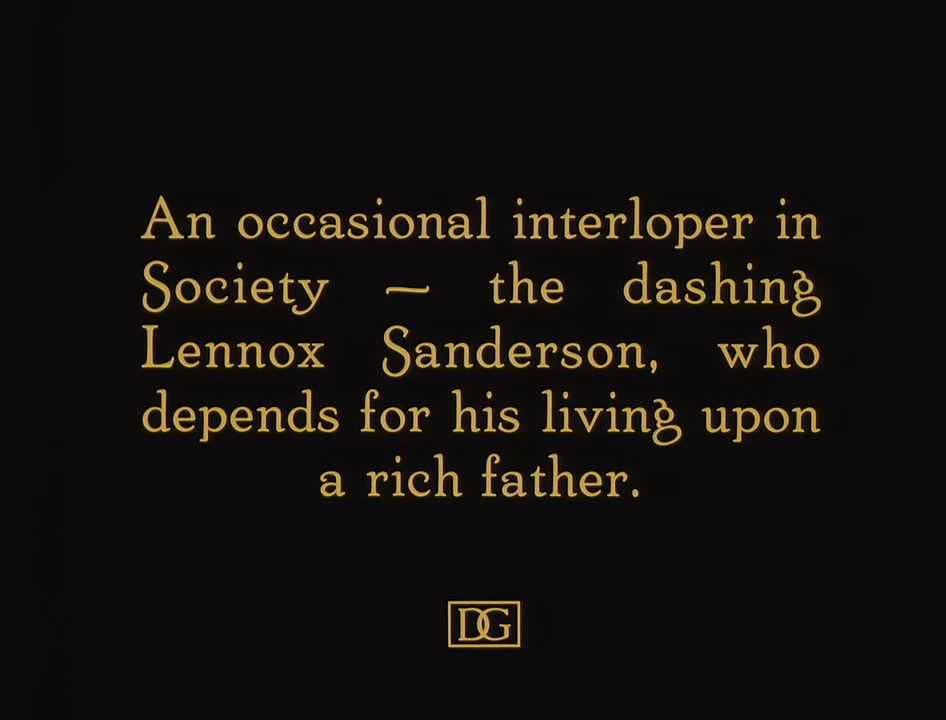 An occasional interloper in
Society — the dashing
Lennox Sanderson, who
depends for his living upon
a rich father.
DG